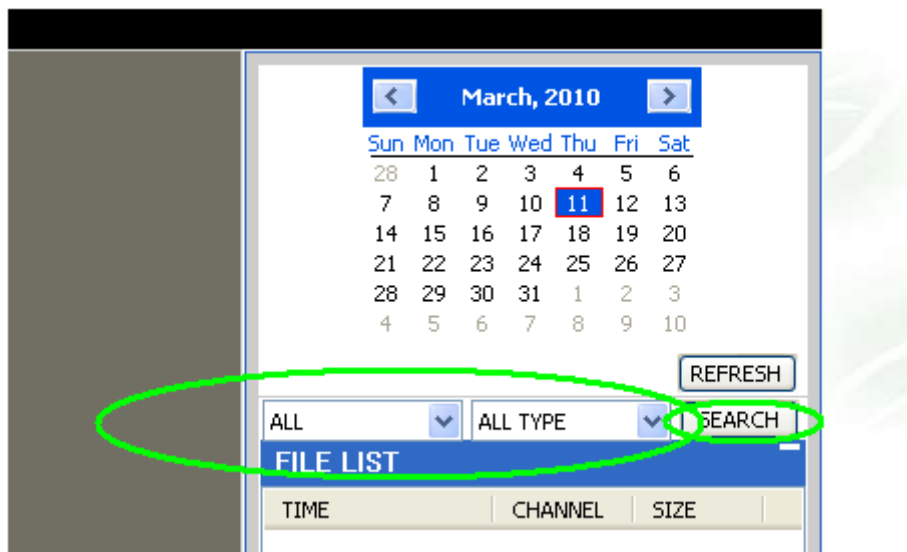 March, 2010
Sun Mon Tue Wed Thu Fri Sat
28 1 2 3 4 5 6
7 8 9 10 11 12 13
14 15 16 17 18 19 20
21 22 23 24 25 26 27
28 29 30 31 1 2 3
4 5 6 7 8 9 10
REFRESH
ALL ALL TYPE SEARCH
FILE LIST
TIME CHANNEL SIZE